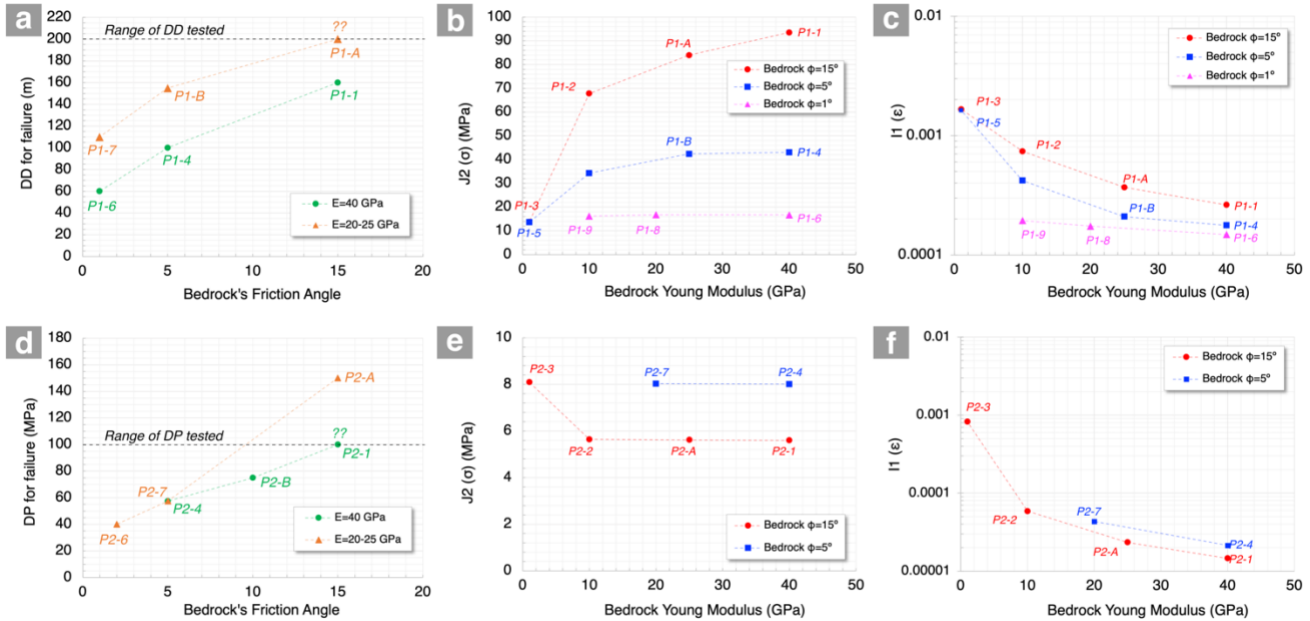 a
DD for failure (m)
220
200
180
160
140
120
100
80
60
40
20
0
Range of DD tested
??
P1-A
P1-B
P1-1
P1-7
P1-4
P1-6
E=40 GPa
E=20-25 GPa
0
5
10
15
20
Bedrock's Friction Angle
b
J2 (σ) (MPa)
100
90
80
70
60
50
40
30
20
10
0
P1-1
P1-A
P1-2
Bedrock ϕ=15º
Bedrock ϕ=5º
Bedrock ϕ=1º
P1-B
P1-4
P1-3
P1-5
P1-9
P1-8
P1-6
0
10
20
30
40
50
Bedrock Young Modulus (GPa)
c
I1 (ε)
0.01
0.001
0.0001
Bedrock ϕ=15º
Bedrock ϕ=5º
Bedrock ϕ=1º
P1-3
P1-5
P1-2
P1-A
P1-1
P1-B
P1-4
P1-9
P1-8
P1-6
0
10
20
30
40
50
Bedrock Young Modulus (GPa)
d
DP for failure (MPa)
180
160
140
120
100
80
60
40
20
0
P2-A
Range of DP tested
??
P2-1
P2-B
P2-7
P2-4
P2-6
E=40 GPa
E=20-25 GPa
0
5
10
15
20
Bedrock's Friction Angle
e
J2 (σ) (MPa)
10
8
6
4
2
0
P2-3
P2-7
P2-4
P2-2
P2-A
P2-1
Bedrock ϕ=15º
Bedrock ϕ=5º
0
10
20
30
40
50
Bedrock Young Modulus (GPa)
f
I1 (ε)
0.01
0.001
0.0001
0.00001
Bedrock ϕ=15º
Bedrock ϕ=5º
P2-3
P2-2
P2-7
P2-A
P2-4
P2-1
0
10
20
30
40
50
Bedrock Young Modulus (GPa)